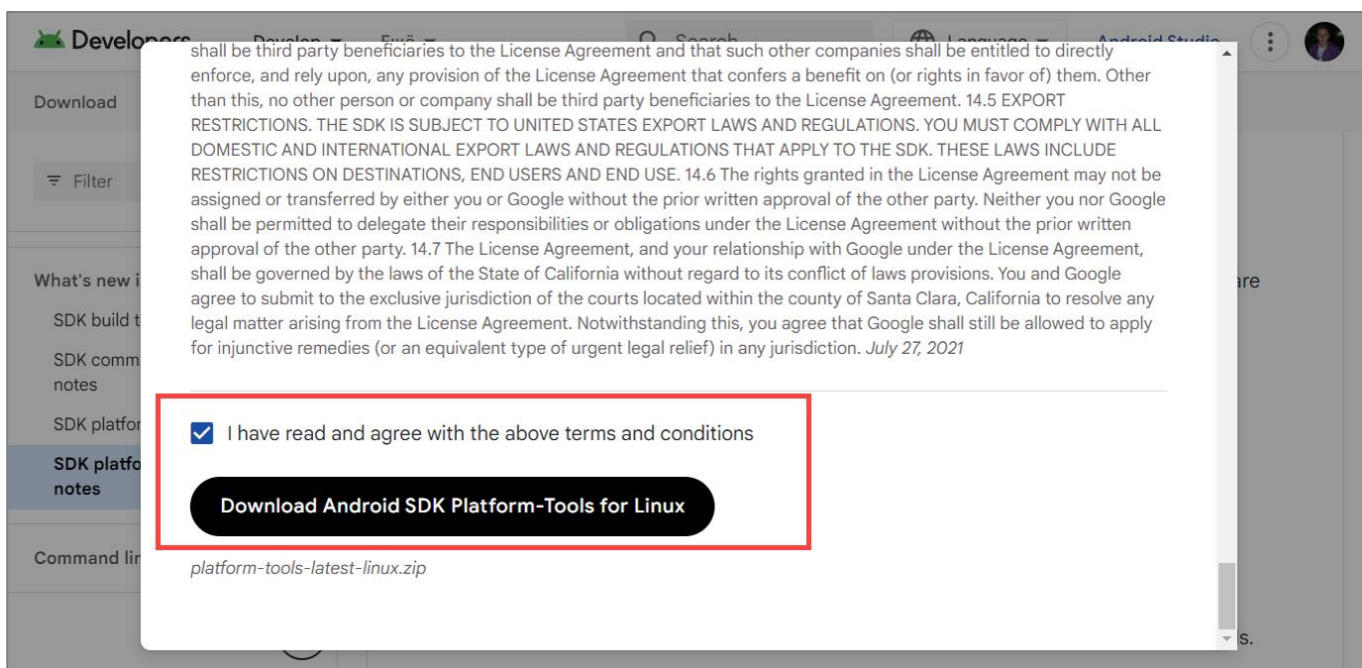 Developers Develop Ещё Search Language Android Studio
Download
Filter
What's new i
SDK build t
SDK comm
notes
SDK platfor
SDK platfo
notes
Command lin
shall be third party beneficiaries to the License Agreement and that such other companies shall be entitled to directly
enforce, and rely upon, any provision of the License Agreement that confers a benefit on (or rights in favor of) them. Other
than this, no other person or company shall be third party beneficiaries to the License Agreement. 14.5 EXPORT
RESTRICTIONS. THE SDK IS SUBJECT TO UNITED STATES EXPORT LAWS AND REGULATIONS. YOU MUST COMPLY WITH ALL
DOMESTIC AND INTERNATIONAL EXPORT LAWS AND REGULATIONS THAT APPLY TO THE SDK. THESE LAWS INCLUDE
RESTRICTIONS ON DESTINATIONS, END USERS AND END USE. 14.6 The rights granted in the License Agreement may not be
assigned or transferred by either you or Google without the prior written approval of the other party. Neither you nor Google
shall be permitted to delegate their responsibilities or obligations under the License Agreement without the prior written
approval of the other party. 14.7 The License Agreement, and your relationship with Google under the License Agreement,
shall be governed by the laws of the State of California without regard to its conflict of laws provisions. You and Google
agree to submit to the exclusive jurisdiction of the courts located within the county of Santa Clara, California to resolve any
legal matter arising from the License Agreement. Notwithstanding this, you agree that Google shall still be allowed to apply
for injunctive remedies (or an equivalent type of urgent legal relief) in any jurisdiction. July 27, 2021
I have read and agree with the above terms and conditions
Download Android SDK Platform-Tools for Linux
platform-tools-latest-linux.zip
are
s.